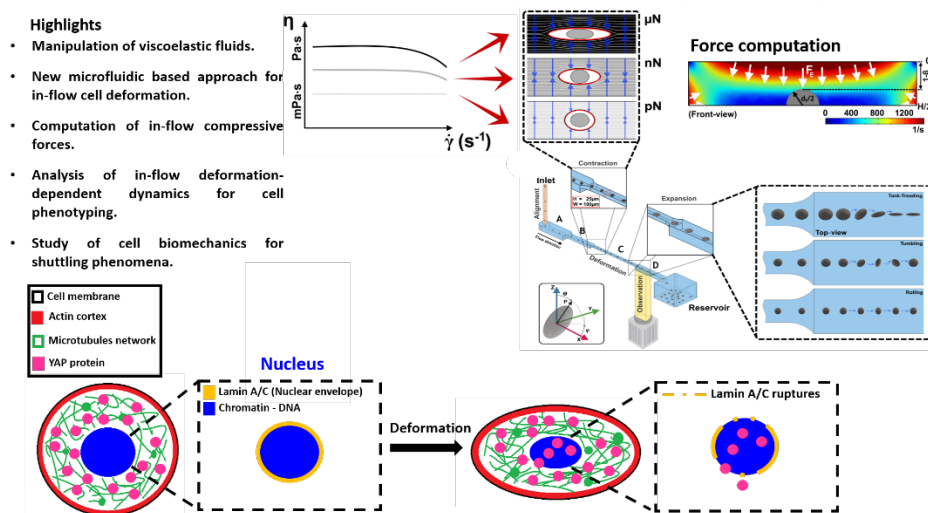 Highlights
• Manipulation of viscoelastic fluids.
• New microfluidic based approach for
in-flow cell deformation.
• Computation of in-flow compressive
forces.
• Analysis of in-flow deformation-
dependent dynamics for cell
phenotyping.
• Study of cell biomechanics for
shuttling phenomena.
η
Pa·s
mPa·s
γ̇ (s⁻¹)
µN
nN
pN
Force computation
(Front-view)
0 400 800 1200
1/s
Contraction
Inlet
Alignment
H = 25µm
W = 100µm
Expansion
A
B
C
D
Flow direction
Deformation
Observation
Reservoir
Z
Y
X
Tank-Treading
Top-view
Tumbling
Rolling
Cell membrane
Actin cortex
Microtubules network
YAP protein
Nucleus
Lamin A/C (Nuclear envelope)
Chromatin - DNA
Deformation
Lamin A/C ruptures